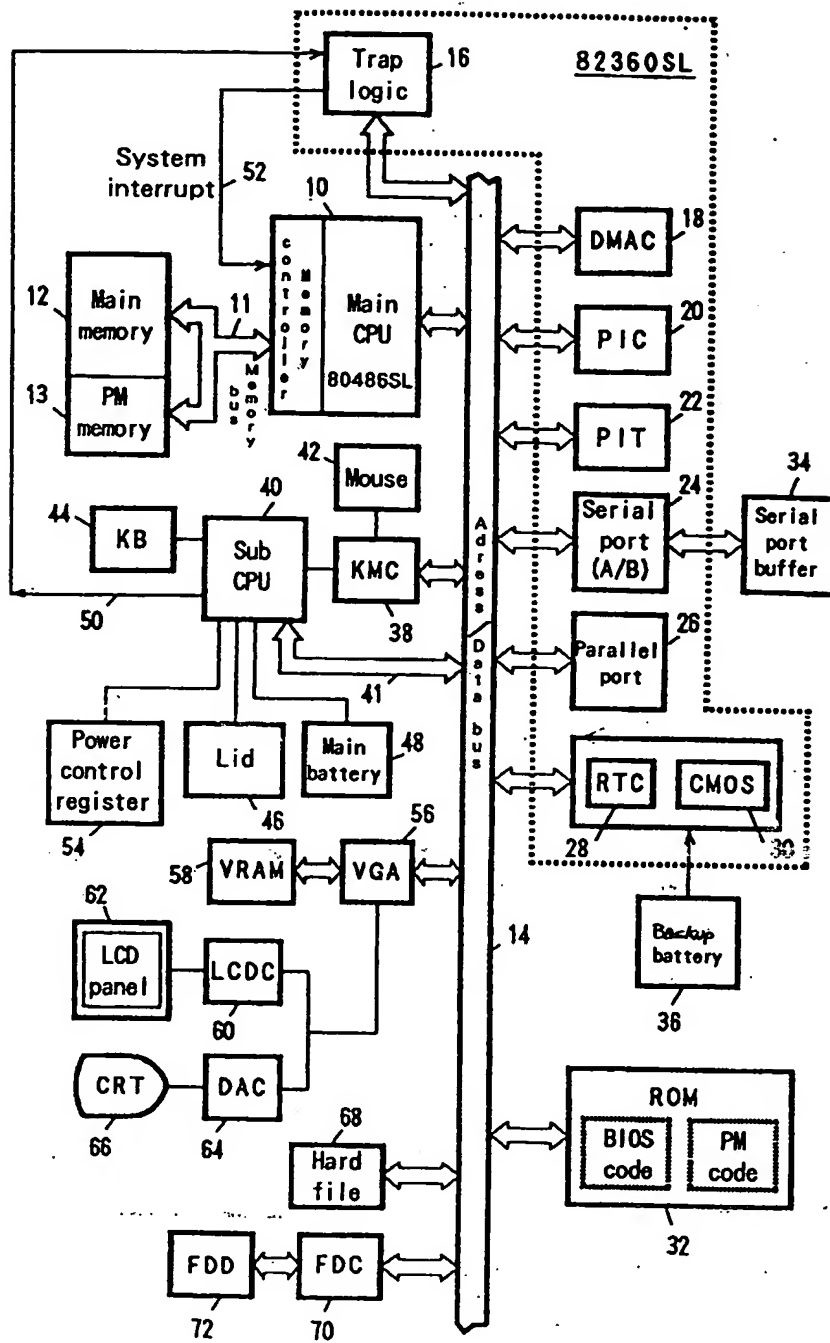 Trap
logic
16
82360SL
System
interrupt
52
10
Memory
controller
Main
CPU
80486SL
12
Main
memory
13
PM
memory
11
Memory
bus
DMAC
18
PIC
20
PIT
22
24
Serial
port
(A/B)
34
Serial
port
buffer
26
Parallel
port
42
Mouse
44
KB
40
Sub
CPU
KMC
38
50
41
Adress/Data bus
Power
control
register
54
Lid
46
Main
battery
48
RTC
CMOS
28
30
58
VRAM
56
VGA
14
Backup
battery
36
62
LCD
panel
LCDC
60
CRT
66
DAC
64
ROM
BIOS
code
PM
code
32
68
Hard
file
FDD
72
FDC
70